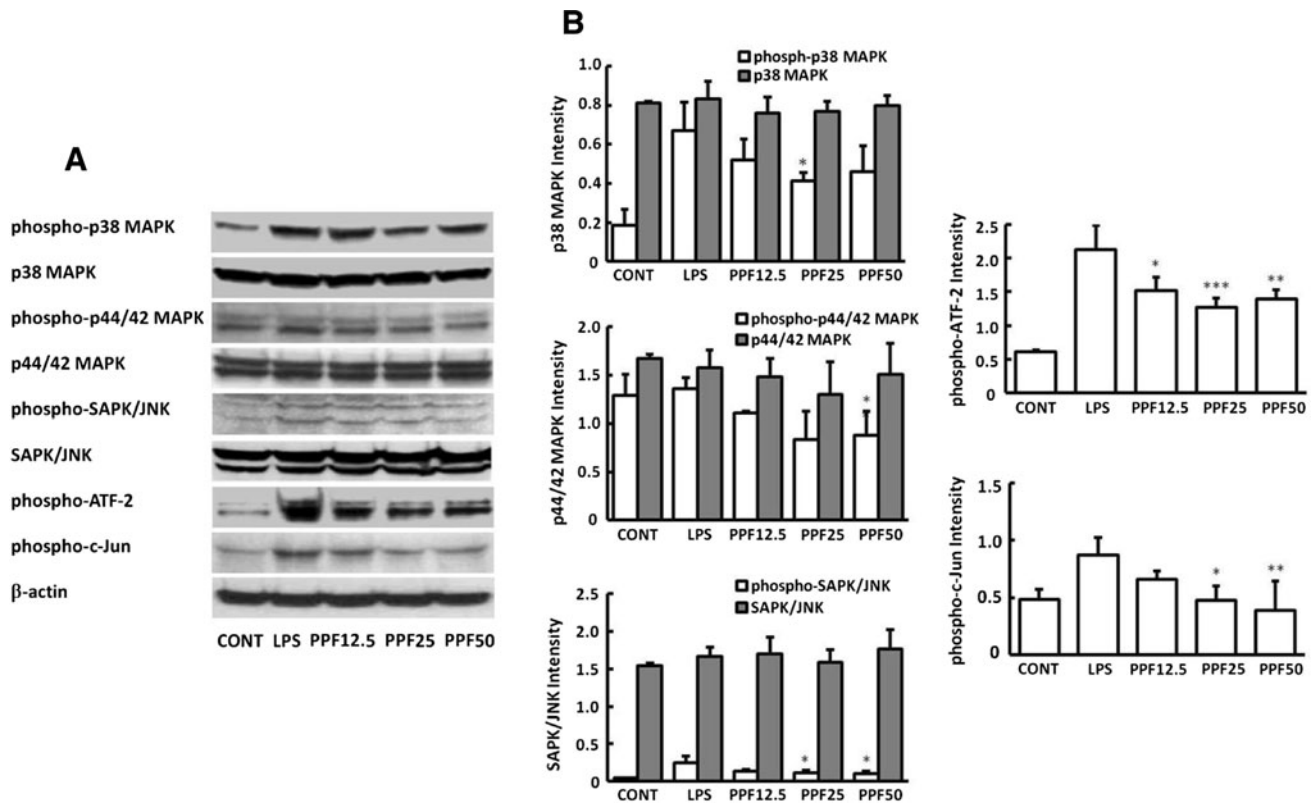 A
phospho-p38 MAPK
p38 MAPK
phospho-p44/42 MAPK
p44/42 MAPK
phospho-SAPK/JNK
SAPK/JNK
phospho-ATF-2
phospho-c-Jun
β-actin
CONT LPS PPF12.5 PPF25 PPF50
B
phosph-p38 MAPK
p38 MAPK
p38 MAPK Intensity
1.0
0.8
0.6
0.4
0.2
0
*
CONT LPS PPF12.5 PPF25 PPF50
phospho-p44/42 MAPK
p44/42 MAPK
p44/42 MAPK Intensity
2.0
1.5
1.0
0.5
0
*
CONT LPS PPF12.5 PPF25 PPF50
phospho-SAPK/JNK
SAPK/JNK
SAPK/JNK Intensity
2.0
1.5
1.0
0.5
0
* *
CONT LPS PPF12.5 PPF25 PPF50
phospho-ATF-2 Intensity
2.5
2.0
1.5
1.0
0.5
0
* *** **
CONT LPS PPF12.5 PPF25 PPF50
phospho-c-Jun Intensity
1.5
1.0
0.5
0
* **
CONT LPS PPF12.5 PPF25 PPF50